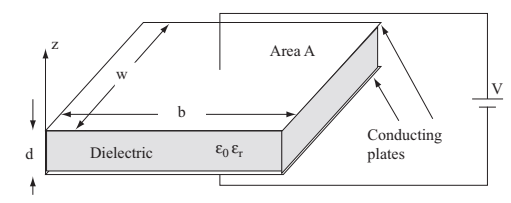 z
Area A
w
V
b
d
Dielectric
ε₀ εᵣ
Conducting
plates